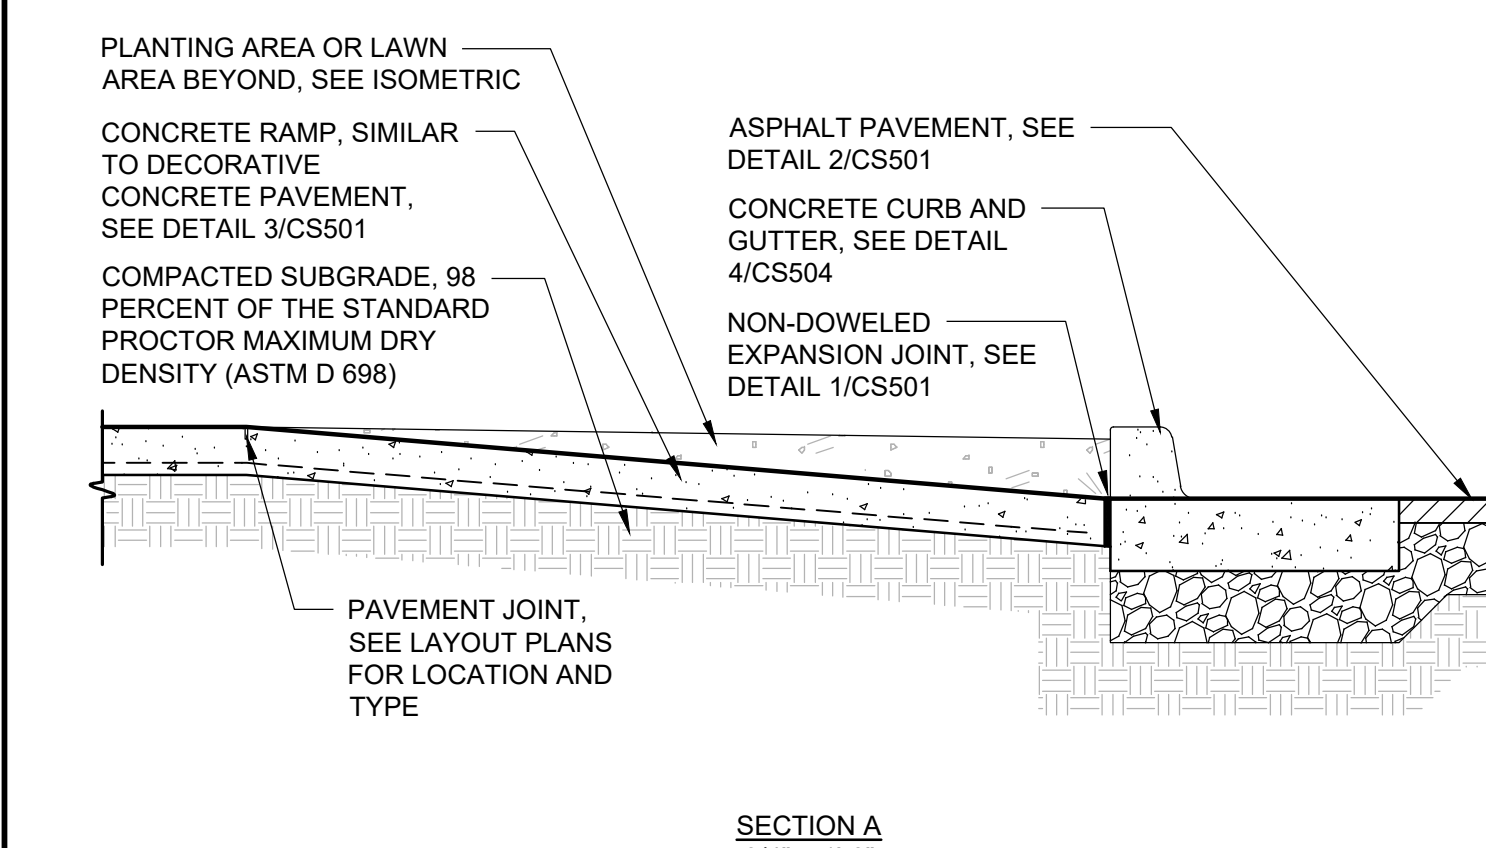 PLANTING AREA OR LAWN
AREA BEYOND, SEE ISOMETRIC
CONCRETE RAMP, SIMILAR
TO DECORATIVE
CONCRETE PAVEMENT,
SEE DETAIL 3/CS501
COMPACTED SUBGRADE, 98
PERCENT OF THE STANDARD
PROCTOR MAXIMUM DRY
DENSITY (ASTM D 698)
ASPHALT PAVEMENT, SEE
DETAIL 2/CS501
CONCRETE CURB AND
GUTTER, SEE DETAIL
4/CS504
NON-DOWELED
EXPANSION JOINT, SEE
DETAIL 1/CS501
PAVEMENT JOINT,
SEE LAYOUT PLANS
FOR LOCATION AND
TYPE
SECTION A